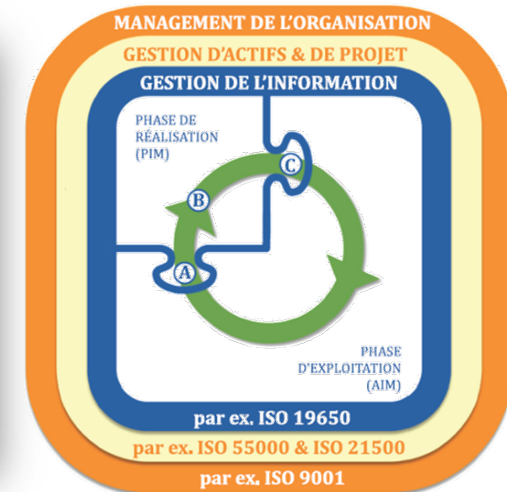 MANAGEMENT DE L'ORGANISATION
GESTION D'ACTIFS & DE PROJET
GESTION DE L'INFORMATION
PHASE DE
RÉALISATION
(PIM)
C
B
A
PHASE
D'EXPLOITATION
(AIM)
par ex. ISO 19650
par ex. ISO 55000 & ISO 21500
par ex. ISO 9001